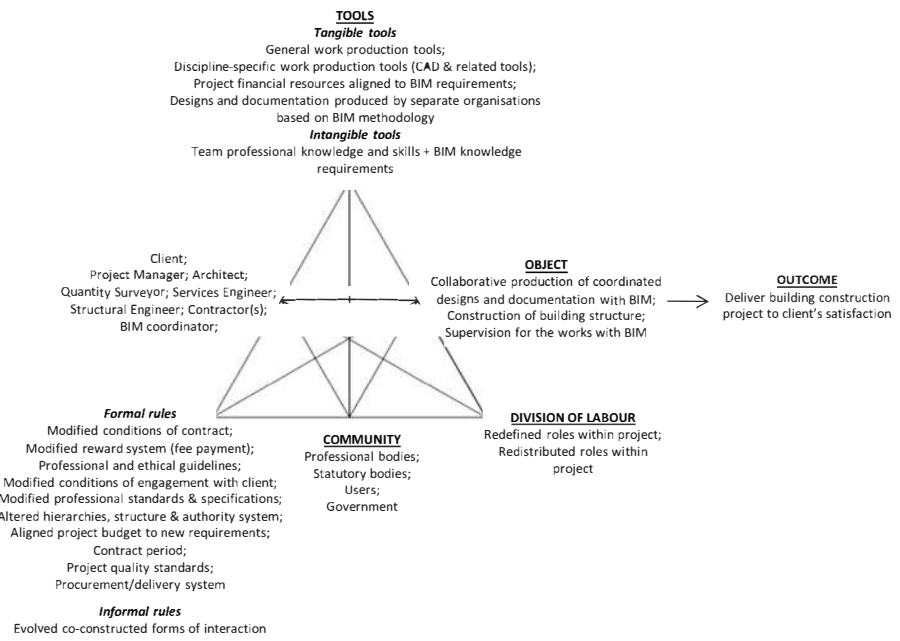 TOOLS
Tangible tools
General work production tools;
Discipline-specific work production tools (CAD & related tools);
Project financial resources aligned to BIM requirements;
Designs and documentation produced by separate organisations
based on BIM methodology
Intangible tools
Team professional knowledge and skills + BIM knowledge
requirements
Client;
Project Manager; Architect;
Quantity Surveyor; Services Engineer;
Structural Engineer; Contractor(s);
BIM coordinator;
OBJECT
Collaborative production of coordinated
designs and documentation with BIM;
Construction of building structure;
Supervision for the works with BIM
OUTCOME
Deliver building construction
project to client's satisfaction
Formal rules
Modified conditions of contract;
Modified reward system (fee payment);
Professional and ethical guidelines;
Modified conditions of engagement with client;
Modified professional standards & specifications;
Altered hierarchies, structure & authority system;
Aligned project budget to new requirements;
Contract period;
Project quality standards;
Procurement/delivery system
Informal rules
Evolved co-constructed forms of interaction
COMMUNITY
Professional bodies;
Statutory bodies;
Users;
Government
DIVISION OF LABOUR
Redefined roles within project;
Redistributed roles within
project